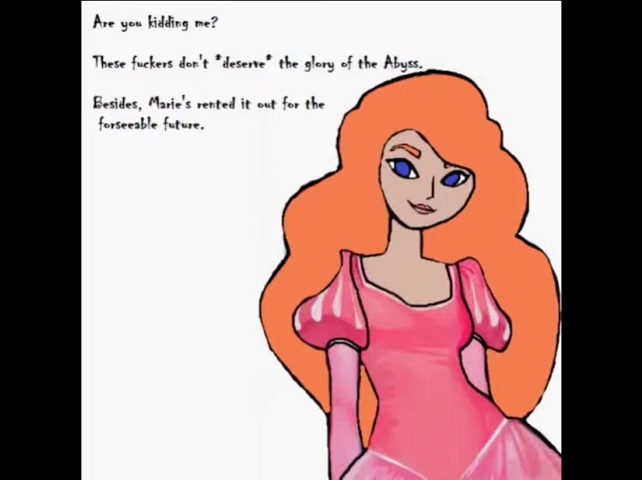 Are you kidding me?
These fuckers don't *deserve* the glory of the Abyss.
Besides, Marie's rented it out for the
forseeable future.